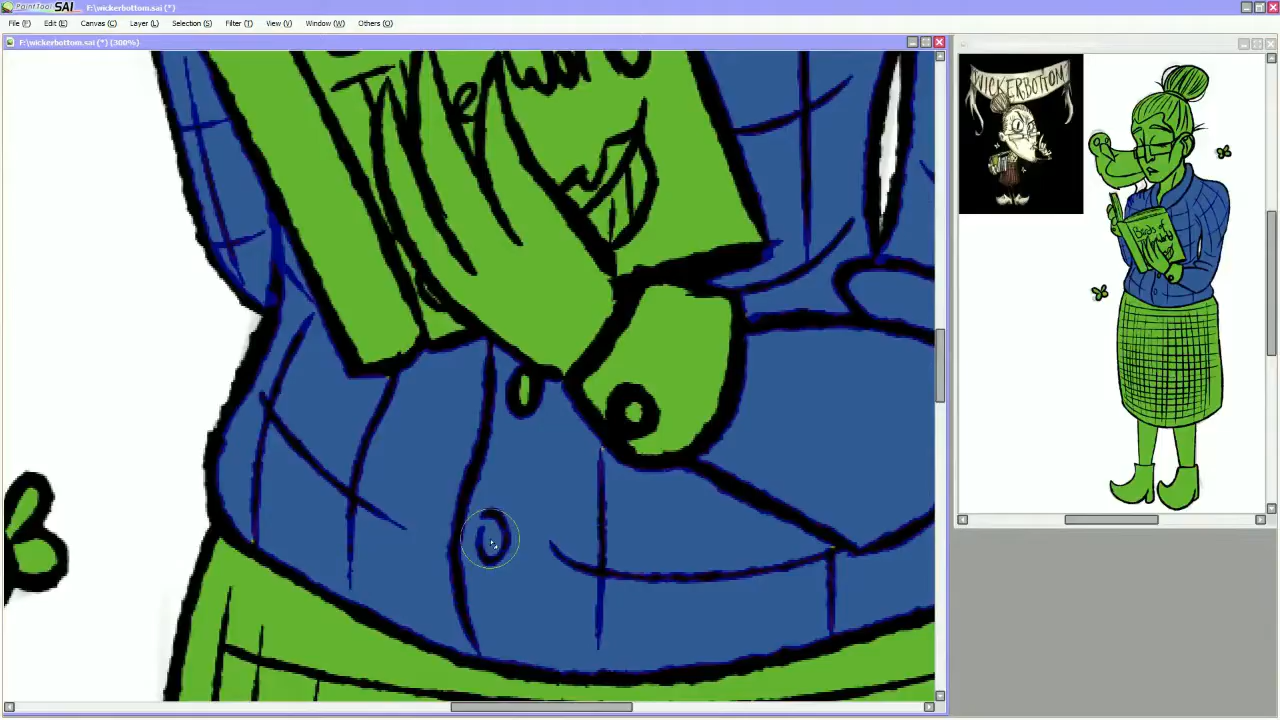 PaintTool SAI F:\wickerbottom.sai (*)
File (F) Edit (E) Canvas (C) Layer (L) Selection (S) Filter (T) View (V) Window (W) Others (O)
F:\wickerbottom.sai (*) (300%)
WICKERBOTTOM